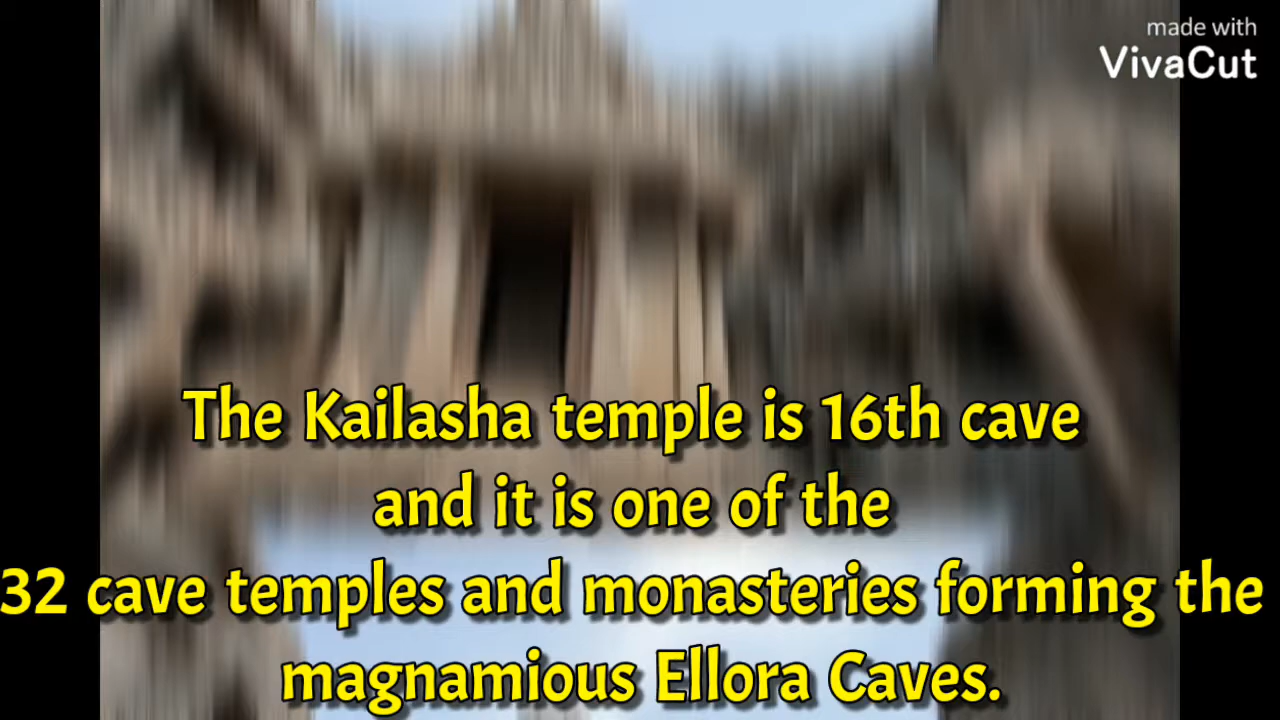 made with
VivaCut
The Kailasha temple is 16th cave
and it is one of the
32 cave temples and monasteries forming the
magnamious Ellora Caves.